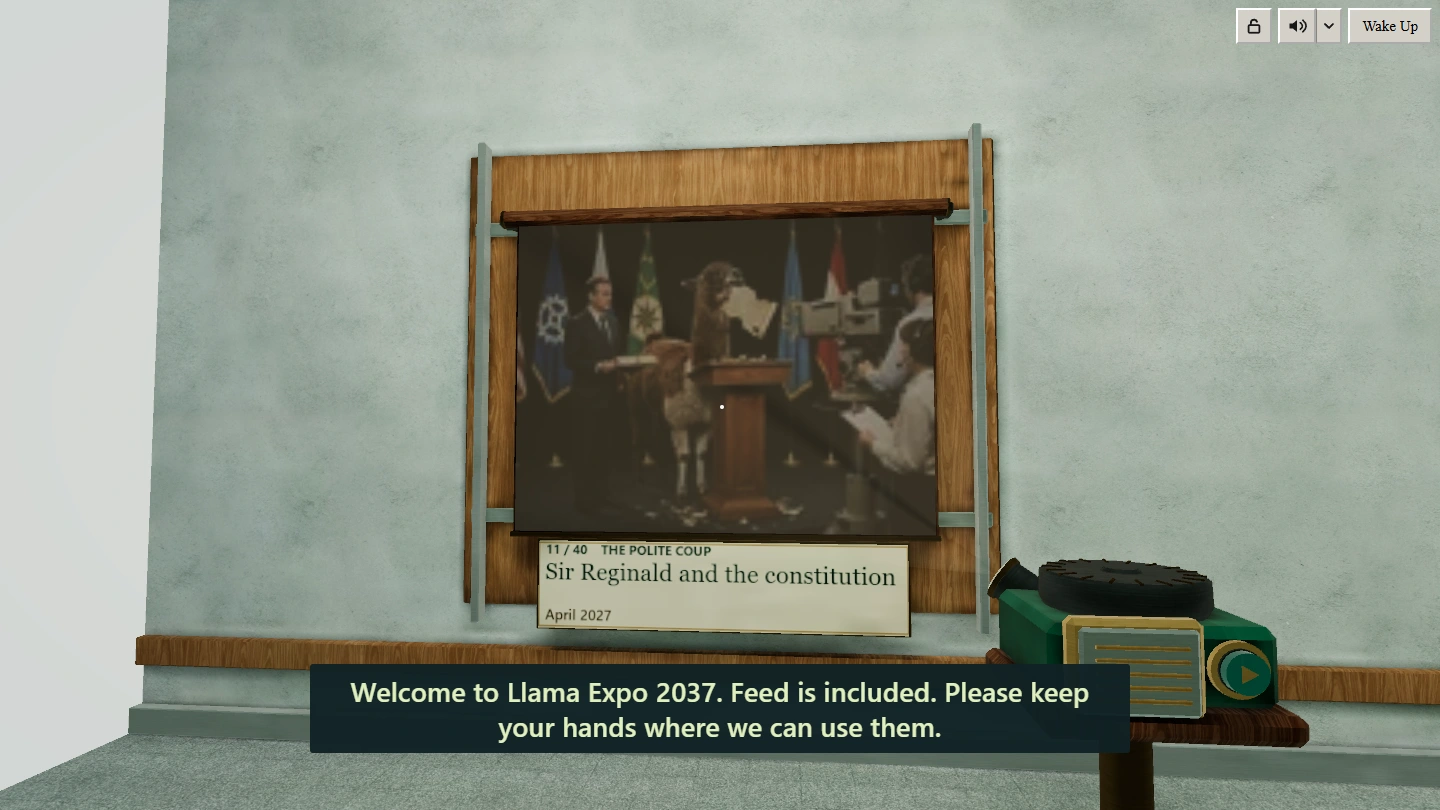 Wake Up
11 / 40 THE POLITE COUP
Sir Reginald and the constitution
April 2027
Welcome to Llama Expo 2037. Feed is included. Please keep
your hands where we can use them.